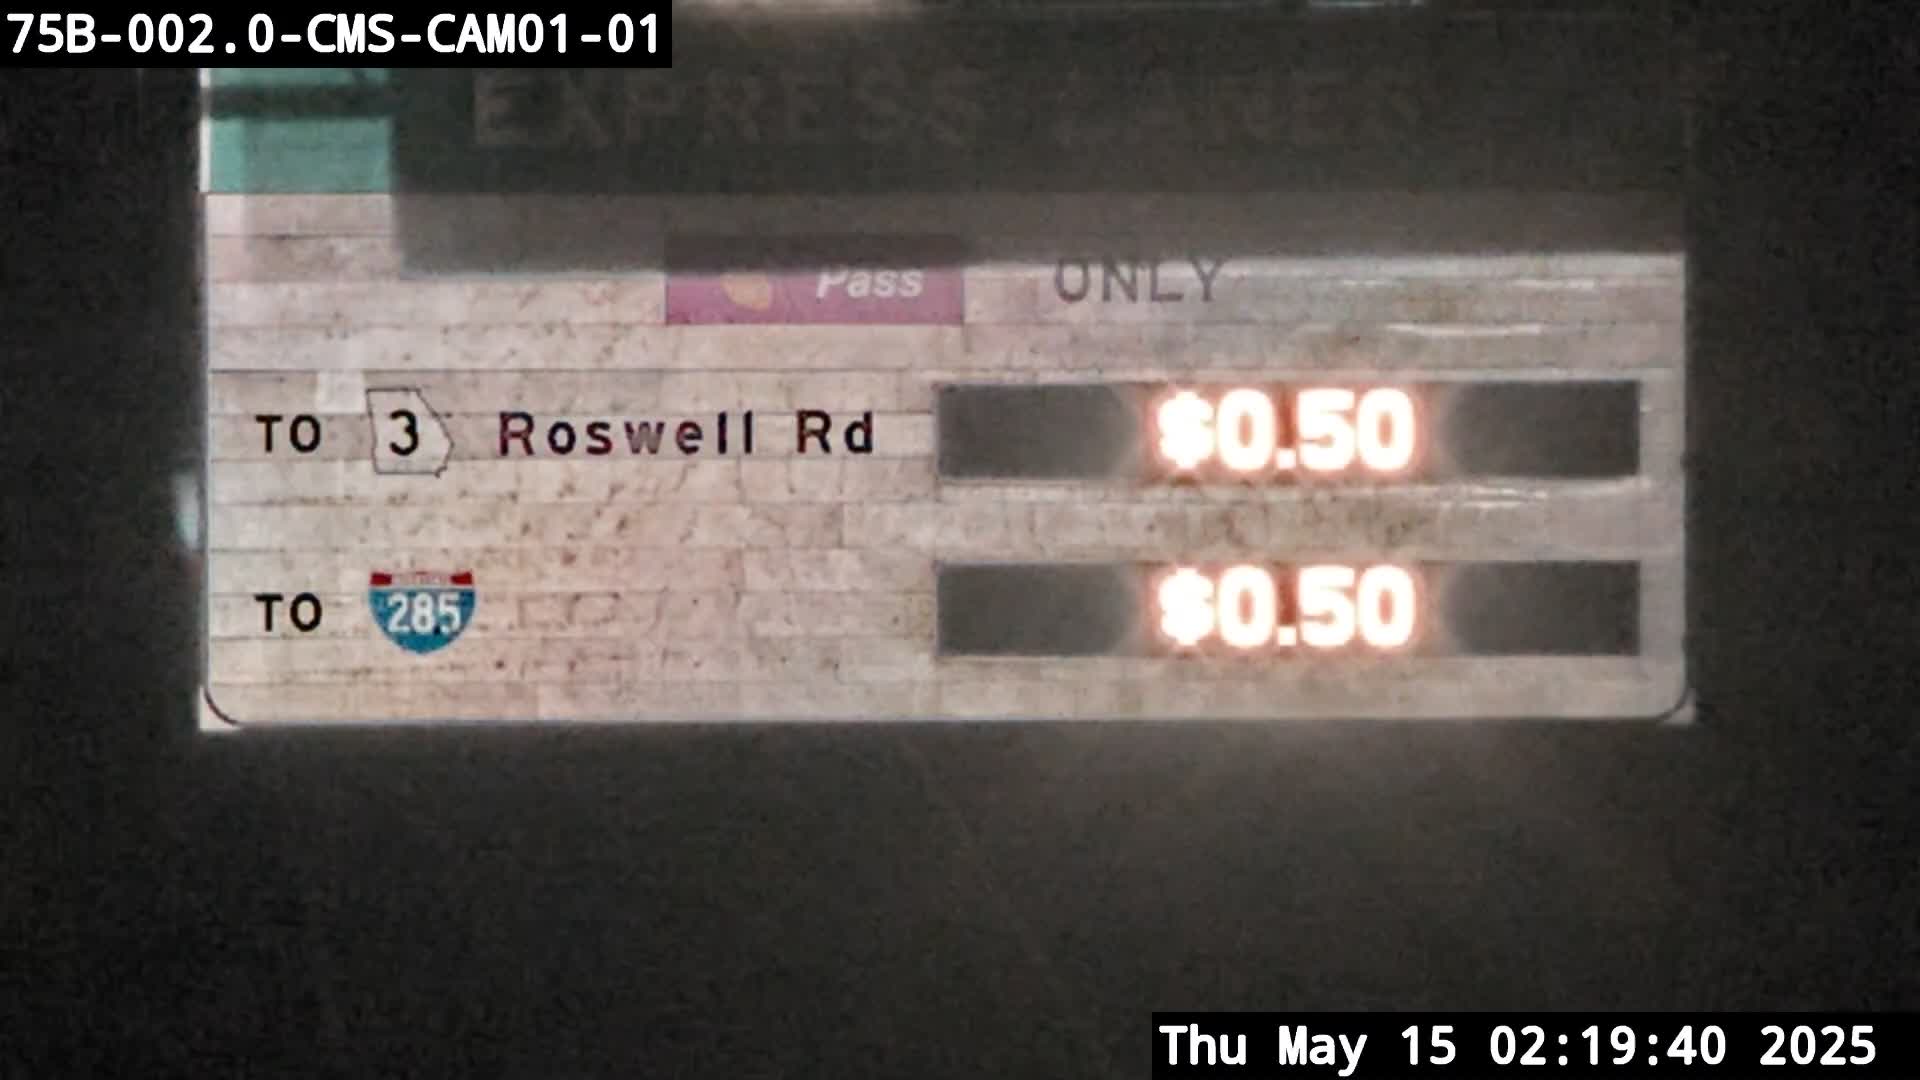 75B-002.0-CMS-CAM01-01
EXPRESS LANES
Pass ONLY
TO 3 Roswell Rd $0.50
TO 285 $0.50
Thu May 15 02:19:40 2025